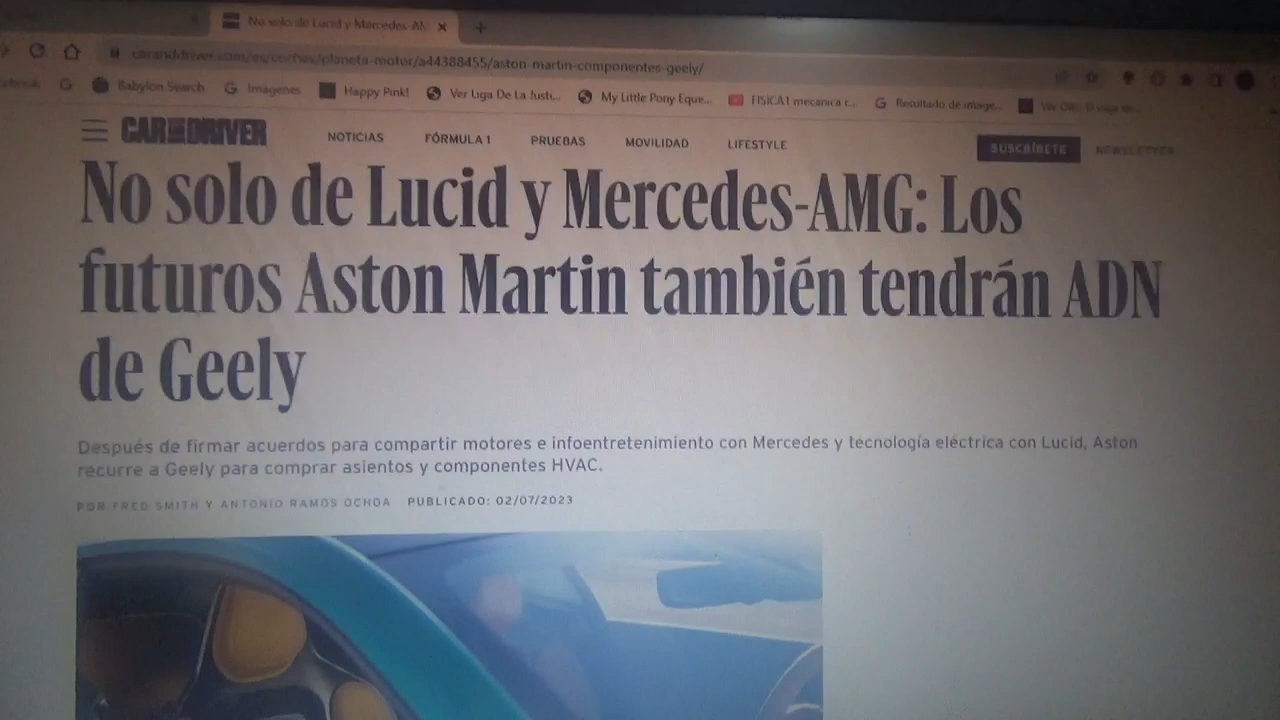 No solo de Lucid y Mercedes-AM
caranddriver.com/es/coches/planeta-motor/a44388455/aston-martin-componentes-geely/
Babylon Search Imágenes Happy Pink! Ver Liga De La Justi... My Little Pony Eque... FISICA1 mecanica c... Resultado de image...
CAR AND DRIVER NOTICIAS FÓRMULA 1 PRUEBAS MOVILIDAD LIFESTYLE SUSCRÍBETE NEWSLETTER
No solo de Lucid y Mercedes-AMG: Los
futuros Aston Martin también tendrán ADN
de Geely
Después de firmar acuerdos para compartir motores e infoentretenimiento con Mercedes y tecnología eléctrica con Lucid, Aston
recurre a Geely para comprar asientos y componentes HVAC.
POR FRED SMITH Y ANTONIO RAMOS OCHOA PUBLICADO: 02/07/2023